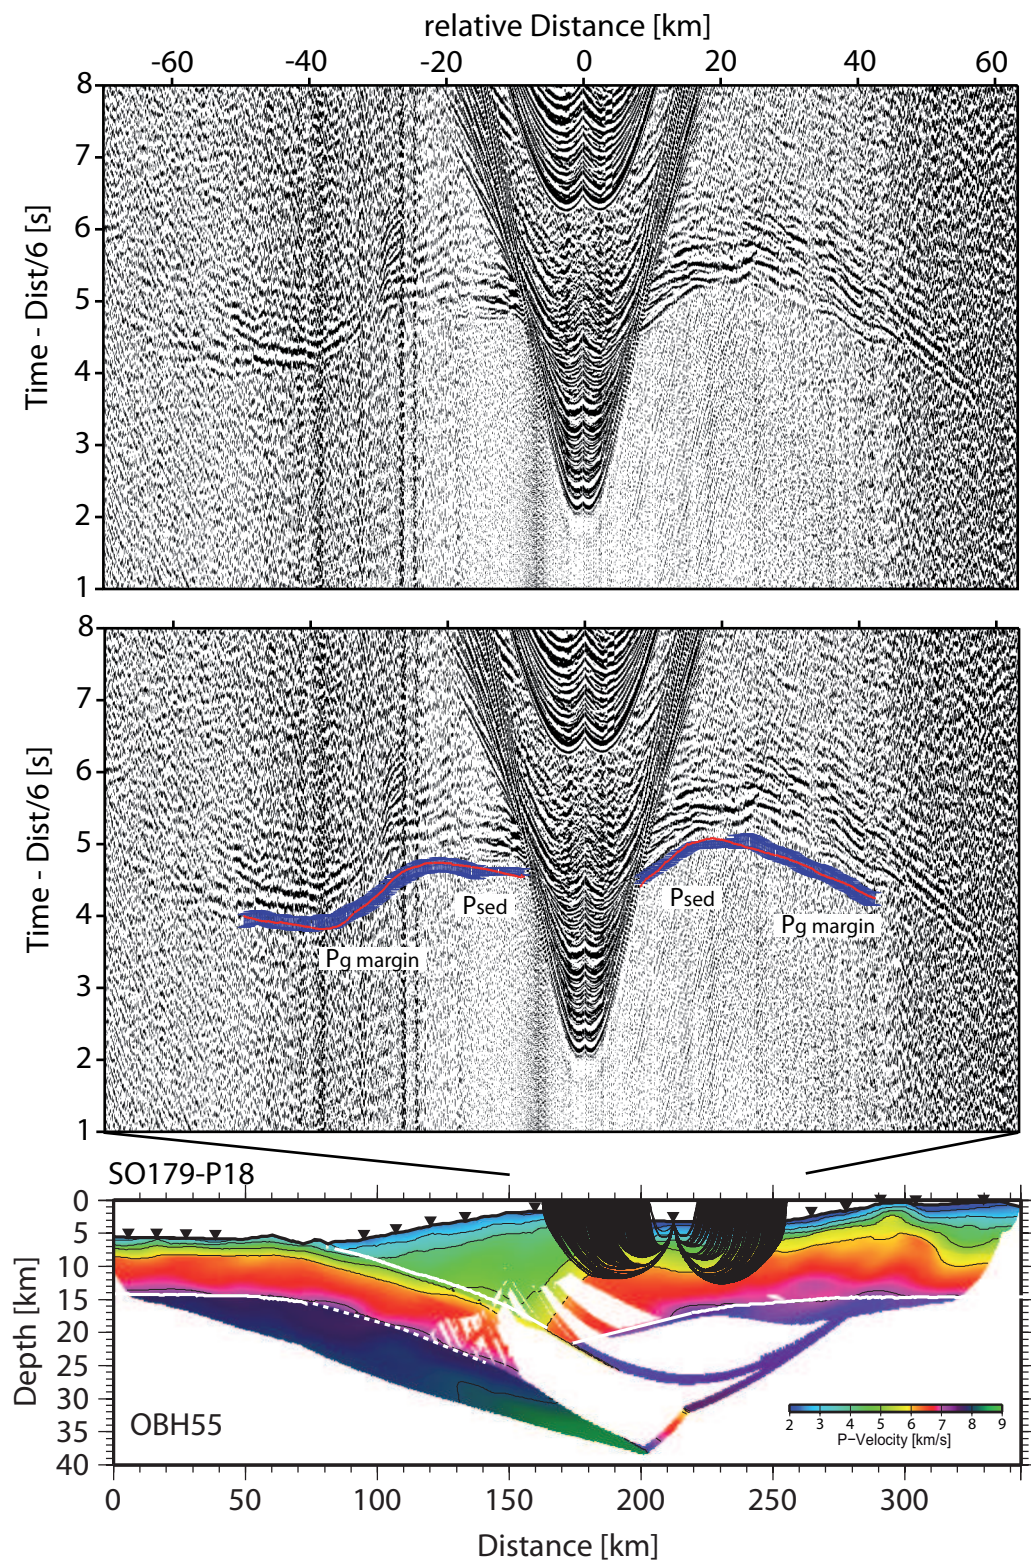 relative Distance [km]
-60 -40 -20 0 20 40 60
8
7
6
5
4
3
2
1
Time - Dist/6 [s]
8
7
6
5
4
3
2
1
Time - Dist/6 [s]
Psed
Psed
Pg margin
Pg margin
SO179-P18
0
5
10
15
20
25
30
35
40
Depth [km]
OBH55
2 3 4 5 6 7 8 9
P-Velocity [km/s]
0 50 100 150 200 250 300
Distance [km]